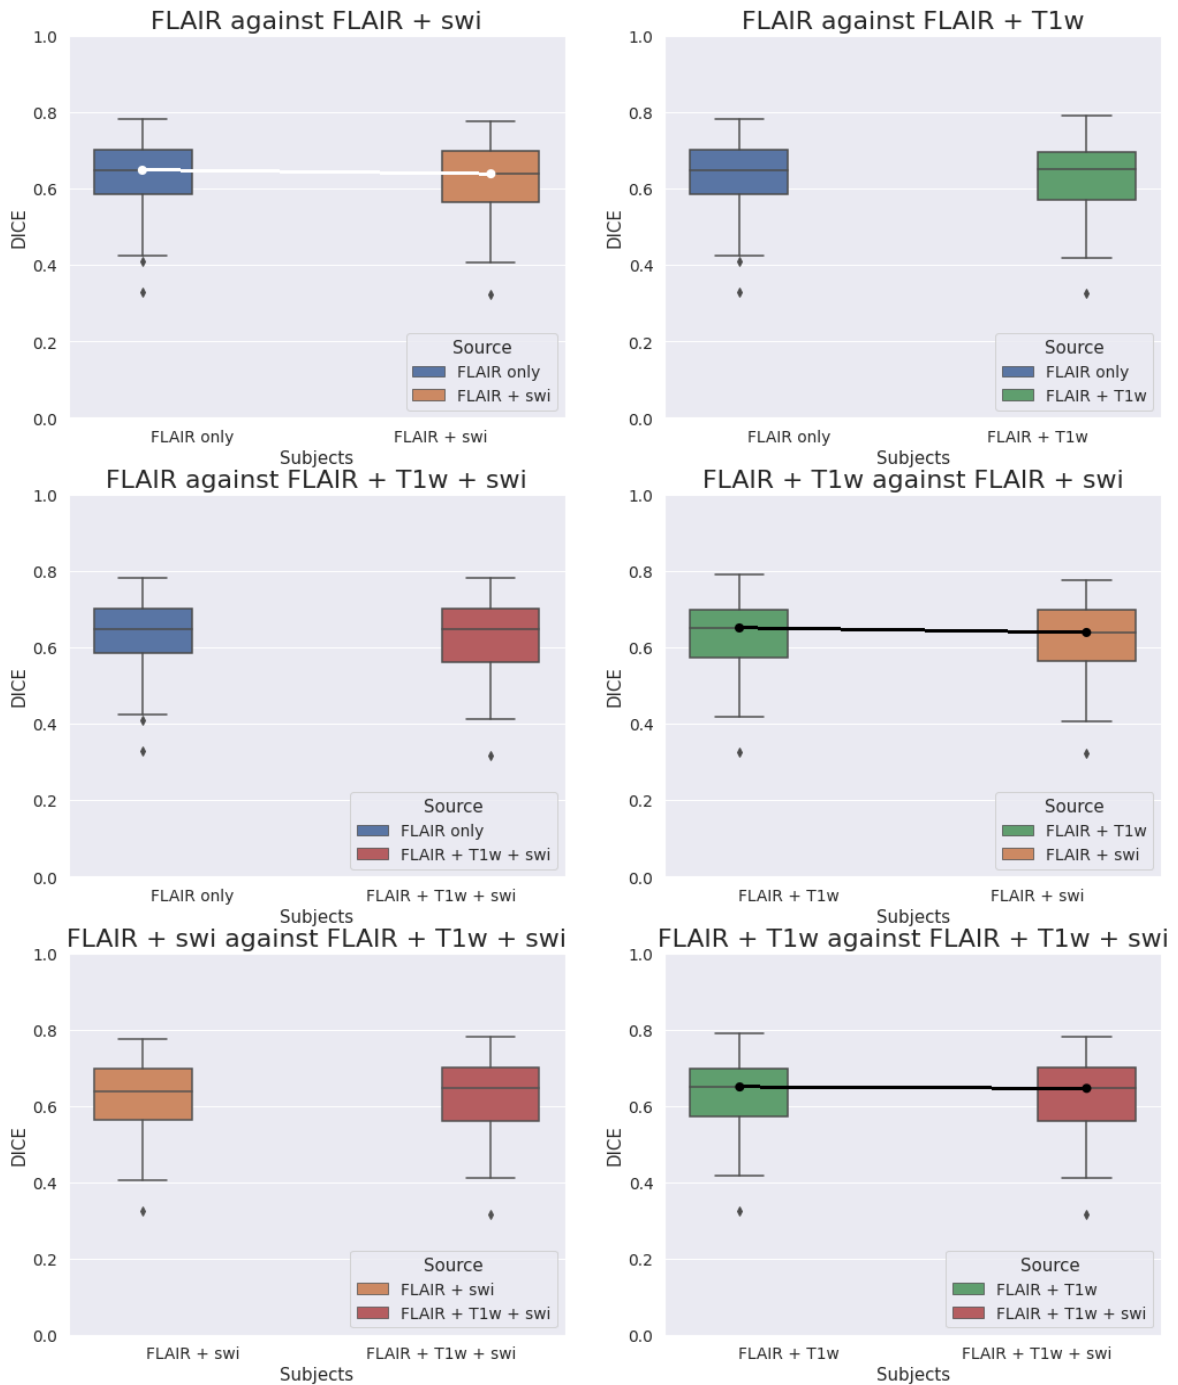 FLAIR against FLAIR + swi
1.0
0.8
0.6
0.4
0.2
0.0
DICE
Source
FLAIR only
FLAIR + swi
FLAIR only
FLAIR + swi
Subjects
FLAIR against FLAIR + T1w
1.0
0.8
0.6
0.4
0.2
0.0
DICE
Source
FLAIR only
FLAIR + T1w
FLAIR only
FLAIR + T1w
Subjects
FLAIR against FLAIR + T1w + swi
1.0
0.8
0.6
0.4
0.2
0.0
DICE
Source
FLAIR only
FLAIR + T1w + swi
FLAIR only
FLAIR + T1w + swi
Subjects
FLAIR + T1w against FLAIR + swi
1.0
0.8
0.6
0.4
0.2
0.0
DICE
Source
FLAIR + T1w
FLAIR + swi
FLAIR + T1w
FLAIR + swi
Subjects
FLAIR + swi against FLAIR + T1w + swi
1.0
0.8
0.6
0.4
0.2
0.0
DICE
Source
FLAIR + swi
FLAIR + T1w + swi
FLAIR + swi
FLAIR + T1w + swi
Subjects
FLAIR + T1w against FLAIR + T1w + swi
1.0
0.8
0.6
0.4
0.2
0.0
DICE
Source
FLAIR + T1w
FLAIR + T1w + swi
FLAIR + T1w
FLAIR + T1w + swi
Subjects